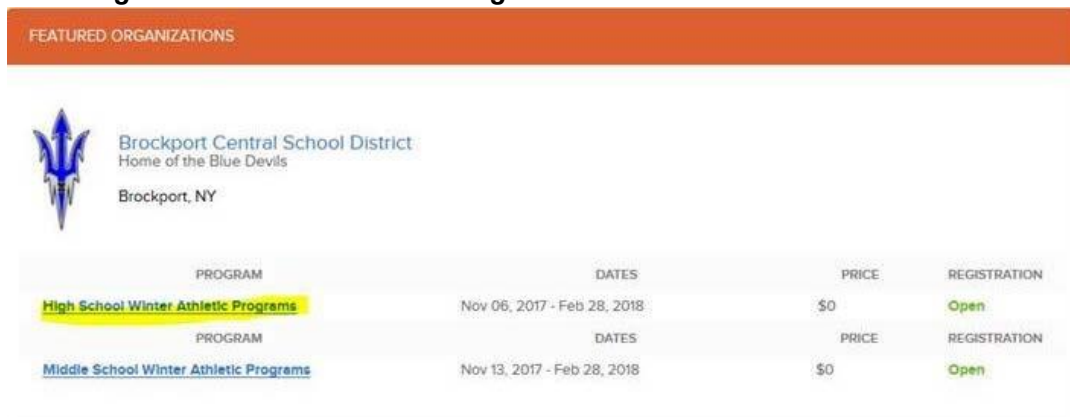 FEATURED ORGANIZATIONS
Brockport Central School District
Home of the Blue Devils
Brockport, NY
PROGRAM DATES PRICE REGISTRATION
High School Winter Athletic Programs Nov 06, 2017 - Feb 28, 2018 $0 Open
PROGRAM DATES PRICE REGISTRATION
Middle School Winter Athletic Programs Nov 13, 2017 - Feb 28, 2018 $0 Open